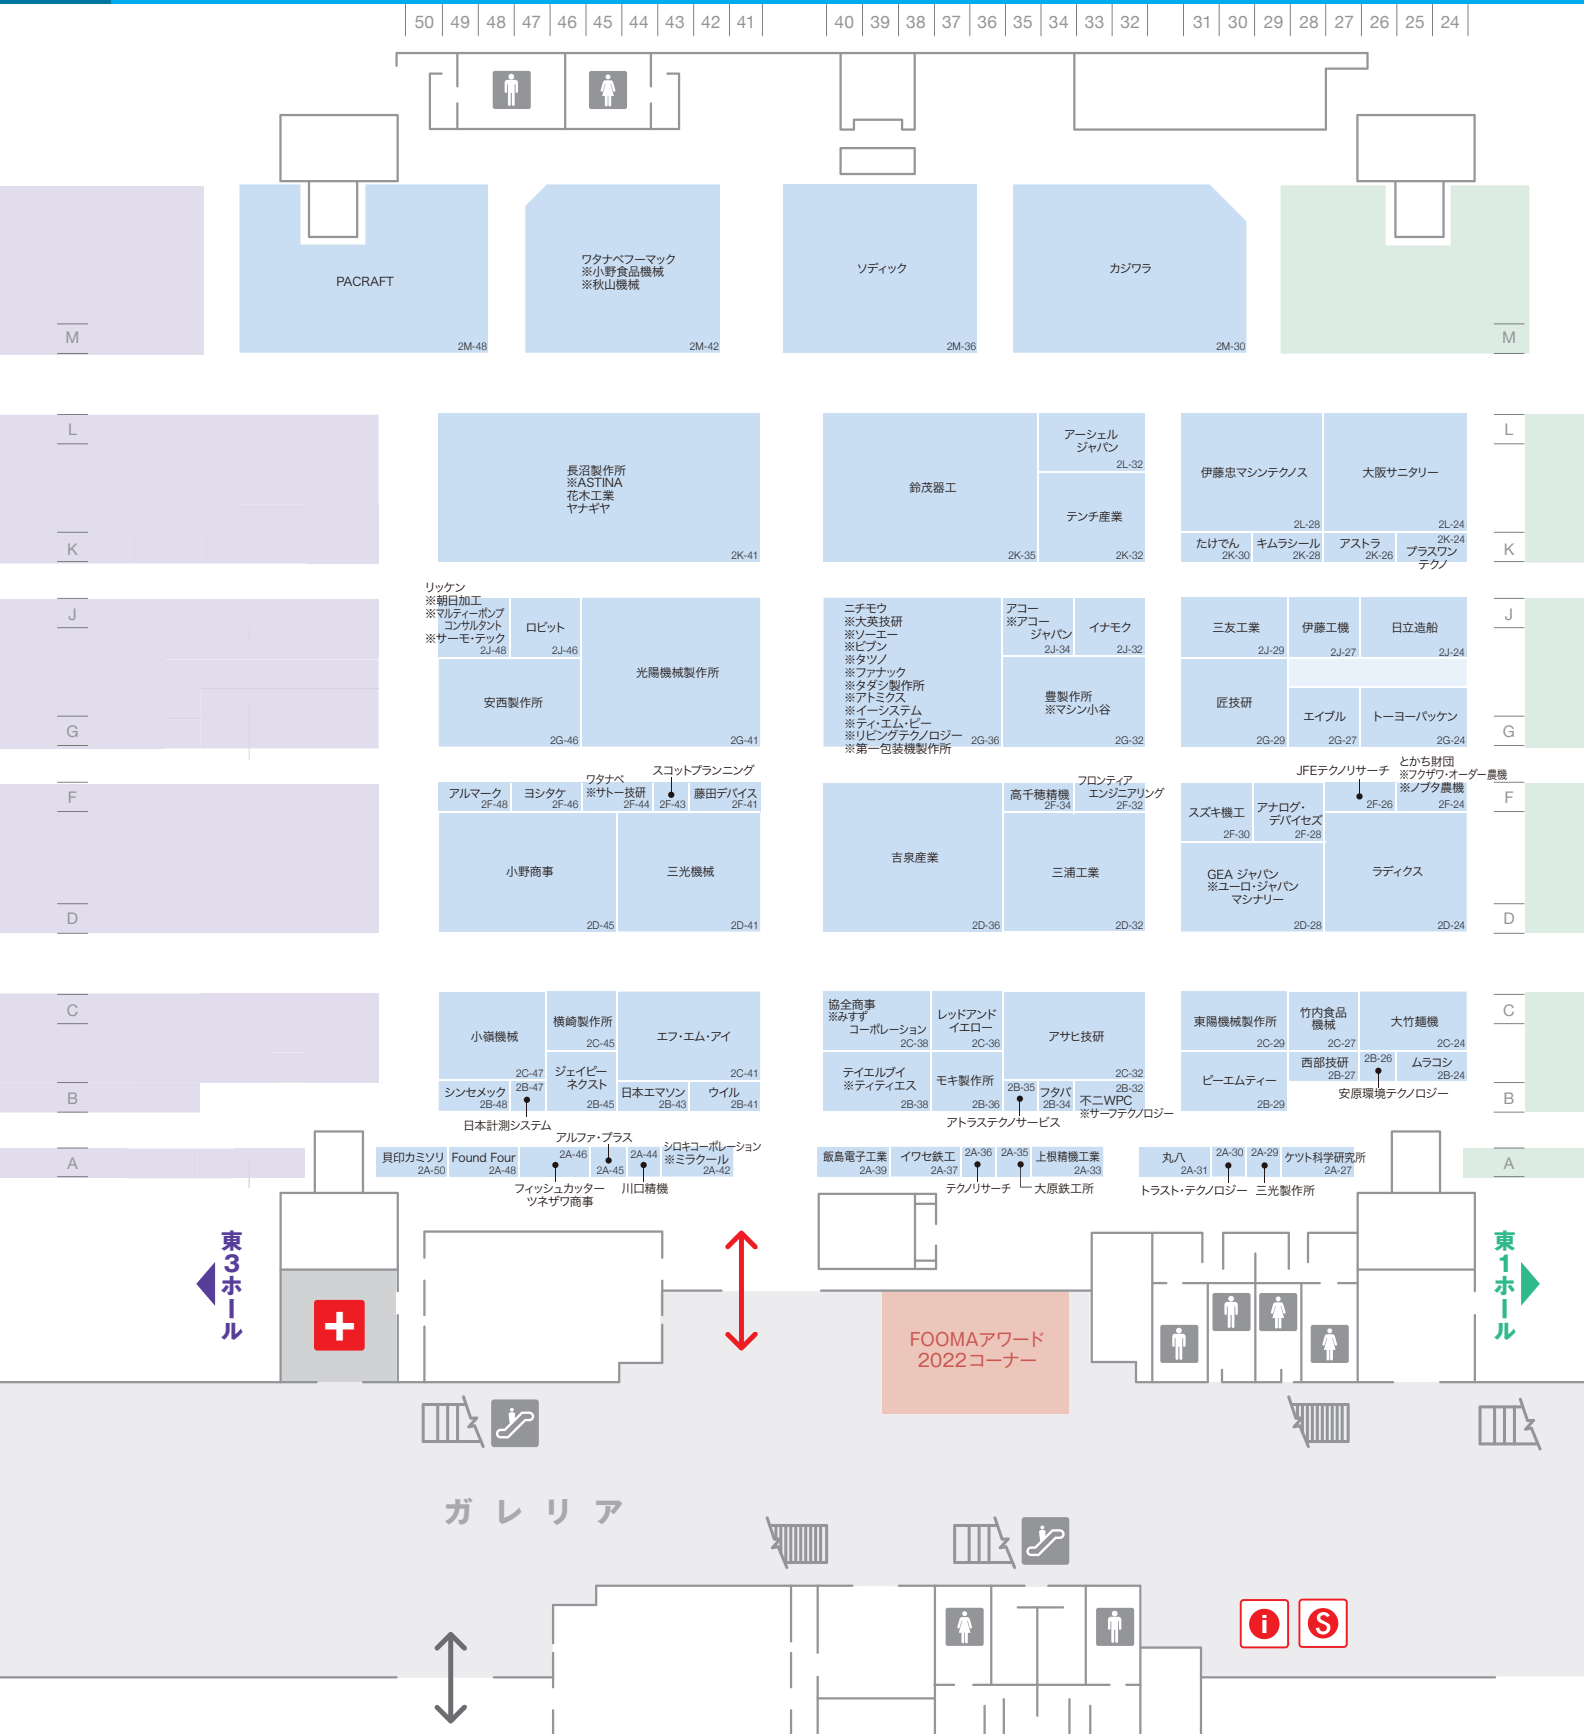 50 49 48 47 46 45 44 43 42 41 40 39 38 37 36 35 34 33 32 31 30 29 28 27 26 25 24
PACRAFT
2M-48
ワタナベフーマック
※小野食品機械
※秋山機械
2M-42
ソディック
2M-36
カジワラ
2M-30
M
M
L
長沼製作所
※ASTINA
花木工業
ヤナギヤ
2K-41
鈴茂器工
2K-35
アーシェル
ジャパン
2L-32
テンチ産業
2K-32
伊藤忠マシンテクノス
2L-28
大阪サニタリー
2L-24
たけでん
2K-30
キムラシール
2K-28
アストラ
2K-26
2K-24
プラスワン
テクノ
L
K
K
リッケン
※朝日加工
※マルティーポンプ
コンサルタント
※サーモ・テック
2J-48
ロビット
2J-46
安西製作所
2G-46
光陽機械製作所
2G-41
ニチモウ
※大英技研
※ソーエー
※ビブン
※タツノ
※ファナック
※タダシ製作所
※アトミクス
※イーシステム
※ティ・エム・ピー
※リビングテクノロジー
※第一包装機製作所
2G-36
アコー
※アコー
ジャパン
2J-34
イナモク
2J-32
豊製作所
※マシン小谷
2G-32
三友工業
2J-29
伊藤工機
2J-27
日立造船
2J-24
匠技研
2G-29
エイブル
2G-27
トーヨーパッケン
2G-24
J
J
G
G
アルマーク
2F-48
ヨシタケ
2F-46
ワタナベ
※サトー技研
2F-44
スコットプランニング
2F-43
藤田デバイス
2F-41
小野商事
2D-45
三光機械
2D-41
吉泉産業
2D-36
高千穂精機
2F-34
フロンティア
エンジニアリング
2F-32
三浦工業
2D-32
スズキ機工
2F-30
アナログ・
デバイセズ
2F-28
JFEテクノリサーチ
2F-26
とかち財団
※フクザワ・オーダー農機
※ノブタ農機
2F-24
GEA ジャパン
※ユーロ・ジャパン
マシナリー
2D-28
ラディクス
2D-24
F
F
D
D
小嶺機械
2C-47
横崎製作所
2C-45
エフ・エム・アイ
2C-41
シンセメック
2B-48
2B-47
日本計測システム
ジェイピー
ネクスト
2B-45
日本エマソン
2B-43
ウイル
2B-41
協全商事
※みすず
コーポレーション
2C-38
レッドアンド
イエロー
2C-36
アサヒ技研
2C-32
テイエルブイ
※ティティエス
2B-38
モキ製作所
2B-36
2B-35
アトラステクノサービス
フタバ
2B-34
2B-32
不二WPC
※サーフテクノロジー
東陽機械製作所
2C-29
竹内食品
機械
2C-27
大竹麺機
2C-24
ビーエムティー
2B-29
西部技研
2B-27
2B-26
安原環境テクノロジー
ムラコシ
2B-24
C
C
B
B
A
貝印カミソリ
2A-50
Found Four
2A-48
2A-46
フィッシュカッター
ツネザワ商事
アルファ・プラス
2A-45
2A-44
川口精機
シロキコーポレーション
※ミラクール
2A-42
飯島電子工業
2A-39
イワセ鉄工
2A-37
2A-36
テクノリサーチ
2A-35
大原鉄工所
上根精機工業
2A-33
丸八
2A-31
2A-30
トラスト・テクノロジー
2A-29
三光製作所
ケツト科学研究所
2A-27
A
東3ホール
東1ホール
FOOMAアワード
2022コーナー
ガレリア
i
S